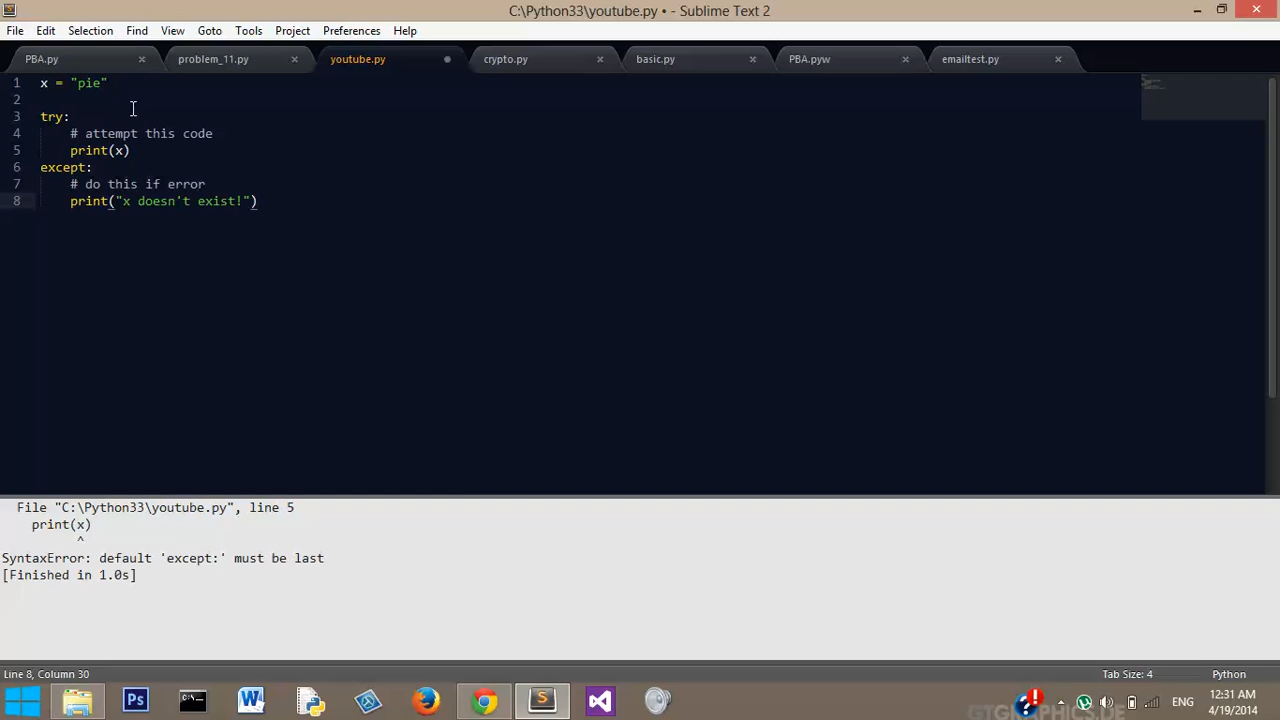 C:\Python33\youtube.py • - Sublime Text 2
File Edit Selection Find View Goto Tools Project Preferences Help
PBA.py problem_11.py youtube.py crypto.py basic.py PBA.pyw emailtest.py
1 x = "pie"
2
3 try:
4 # attempt this code
5 print(x)
6 except:
7 # do this if error
8 print("x doesn't exist!")
File "C:\Python33\youtube.py", line 5
print(x)
^
SyntaxError: default 'except:' must be last
[Finished in 1.0s]
Line 8, Column 30 Tab Size: 4 Python
Ps ENG 12:31 AM
4/19/2014
GTGRAPHICS.DE